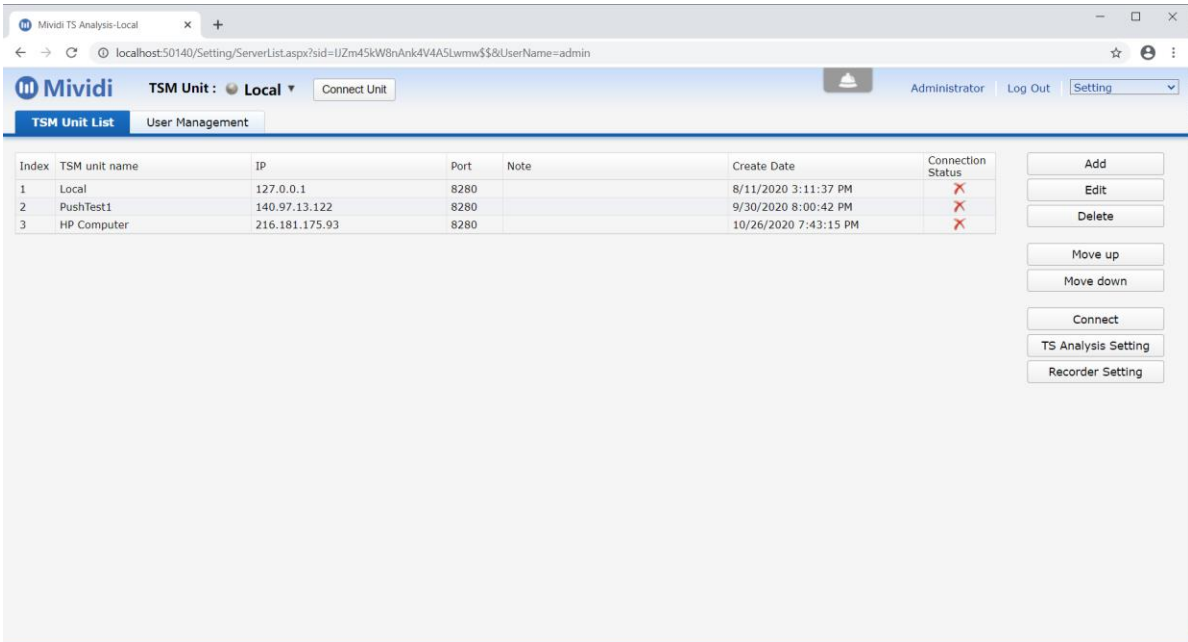 Mividi TS Analysis-Local
localhost:50140/Setting/ServerList.aspx?sid=IJZm45kW8nAnk4V4A5Lwmw$$&UserName=admin
Mividi TSM Unit : Local Connect Unit Administrator Log Out Setting
TSM Unit List User Management
Index TSM unit name IP Port Note Create Date Connection Status
1 Local 127.0.0.1 8280 8/11/2020 3:11:37 PM
2 PushTest1 140.97.13.122 8280 9/30/2020 8:00:42 PM
3 HP Computer 216.181.175.93 8280 10/26/2020 7:43:15 PM
Add
Edit
Delete
Move up
Move down
Connect
TS Analysis Setting
Recorder Setting